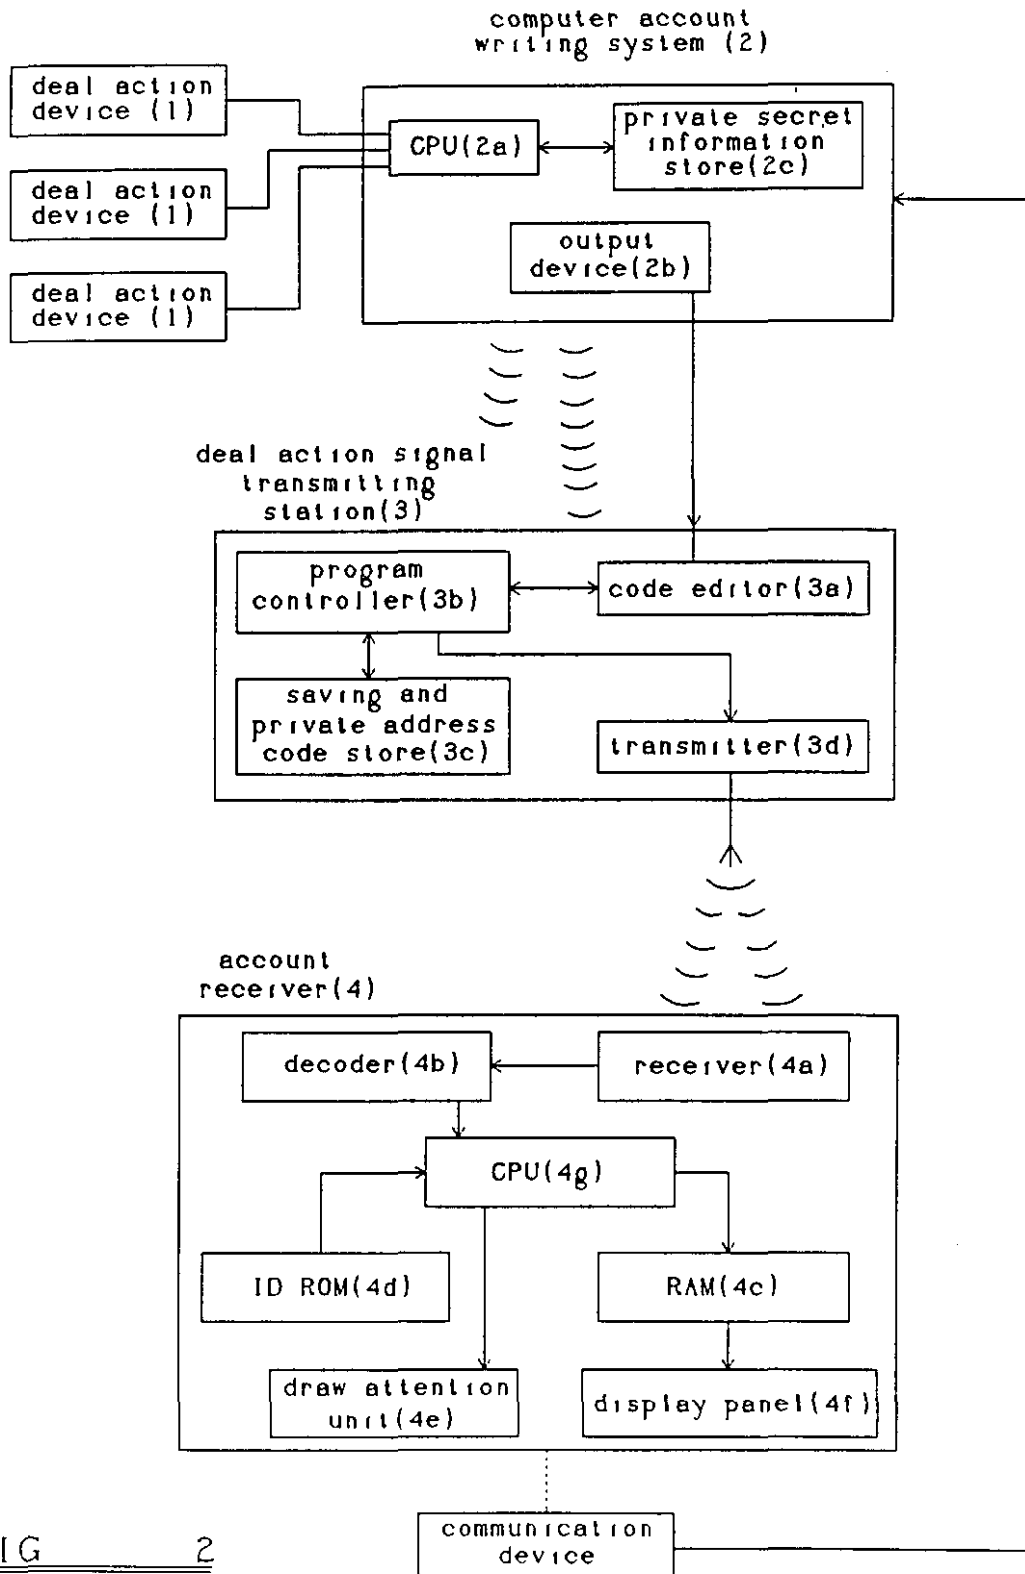 computer account
writing system (2)
deal action
device (1)
CPU(2a)
private secret
information
store(2c)
deal action
device (1)
output
device(2b)
deal action
device (1)
deal action signal
transmitting
station(3)
program
controller(3b)
code editor(3a)
saving and
private address
code store(3c)
transmitter(3d)
account
receiver(4)
decoder(4b)
receiver(4a)
CPU(4g)
ID ROM(4d)
RAM(4c)
draw attention
unit(4e)
display panel(4f)
communication
device
IG 2